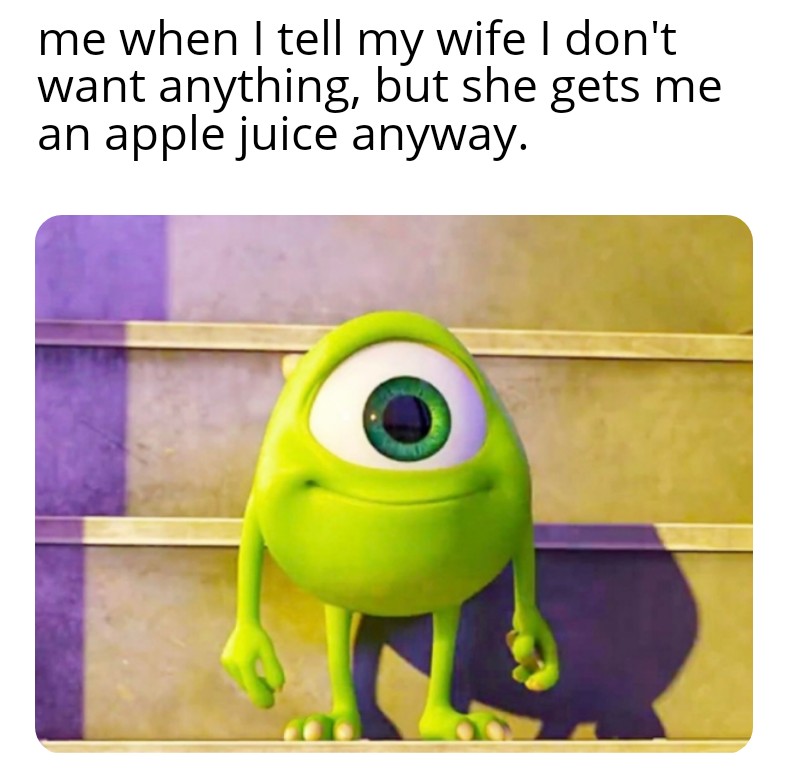 me when I tell my wife I don't
want anything, but she gets me
an apple juice anyway.